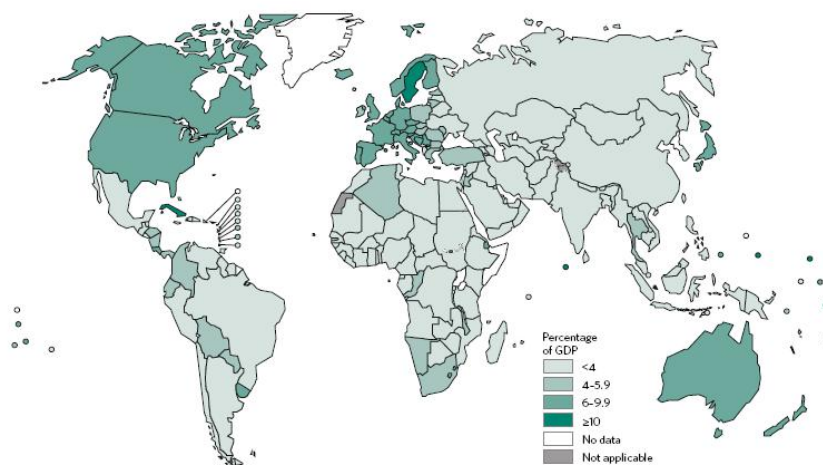 Percentage
of GDP
<4
4–5.9
6–9.9
≥10
No data
Not applicable